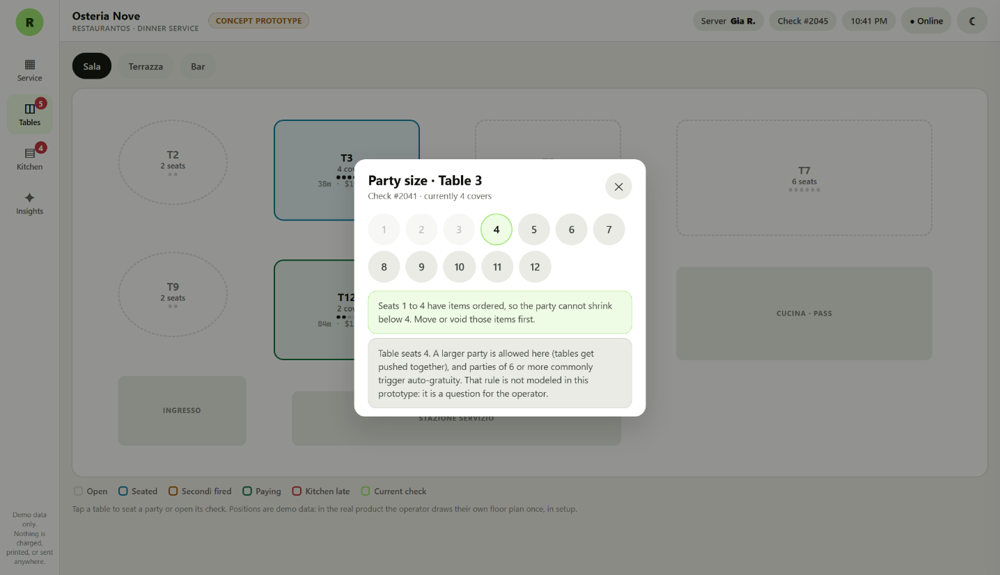 R
Osteria Nove
RESTAURANTOS · DINNER SERVICE
CONCEPT PROTOTYPE
Server Gia R.
Check #2045
10:41 PM
● Online
Service
Tables
5
Kitchen
4
Insights
Sala
Terrazza
Bar
T2
2 seats
T3
4 cov
38m · $1
T7
6 seats
T9
2 seats
T12
2 cov
84m · $1
CUCINA · PASS
INGRESSO
STAZIONE SERVIZIO
Party size · Table 3
Check #2041 · currently 4 covers
1 2 3 4 5 6 7
8 9 10 11 12
Seats 1 to 4 have items ordered, so the party cannot shrink
below 4. Move or void those items first.
Table seats 4. A larger party is allowed here (tables get
pushed together), and parties of 6 or more commonly
trigger auto-gratuity. That rule is not modeled in this
prototype: it is a question for the operator.
Open
Seated
Secondi fired
Paying
Kitchen late
Current check
Tap a table to seat a party or open its check. Positions are demo data: in the real product the operator draws their own floor plan once, in setup.
Demo data
only.
Nothing is
charged,
printed, or sent
anywhere.